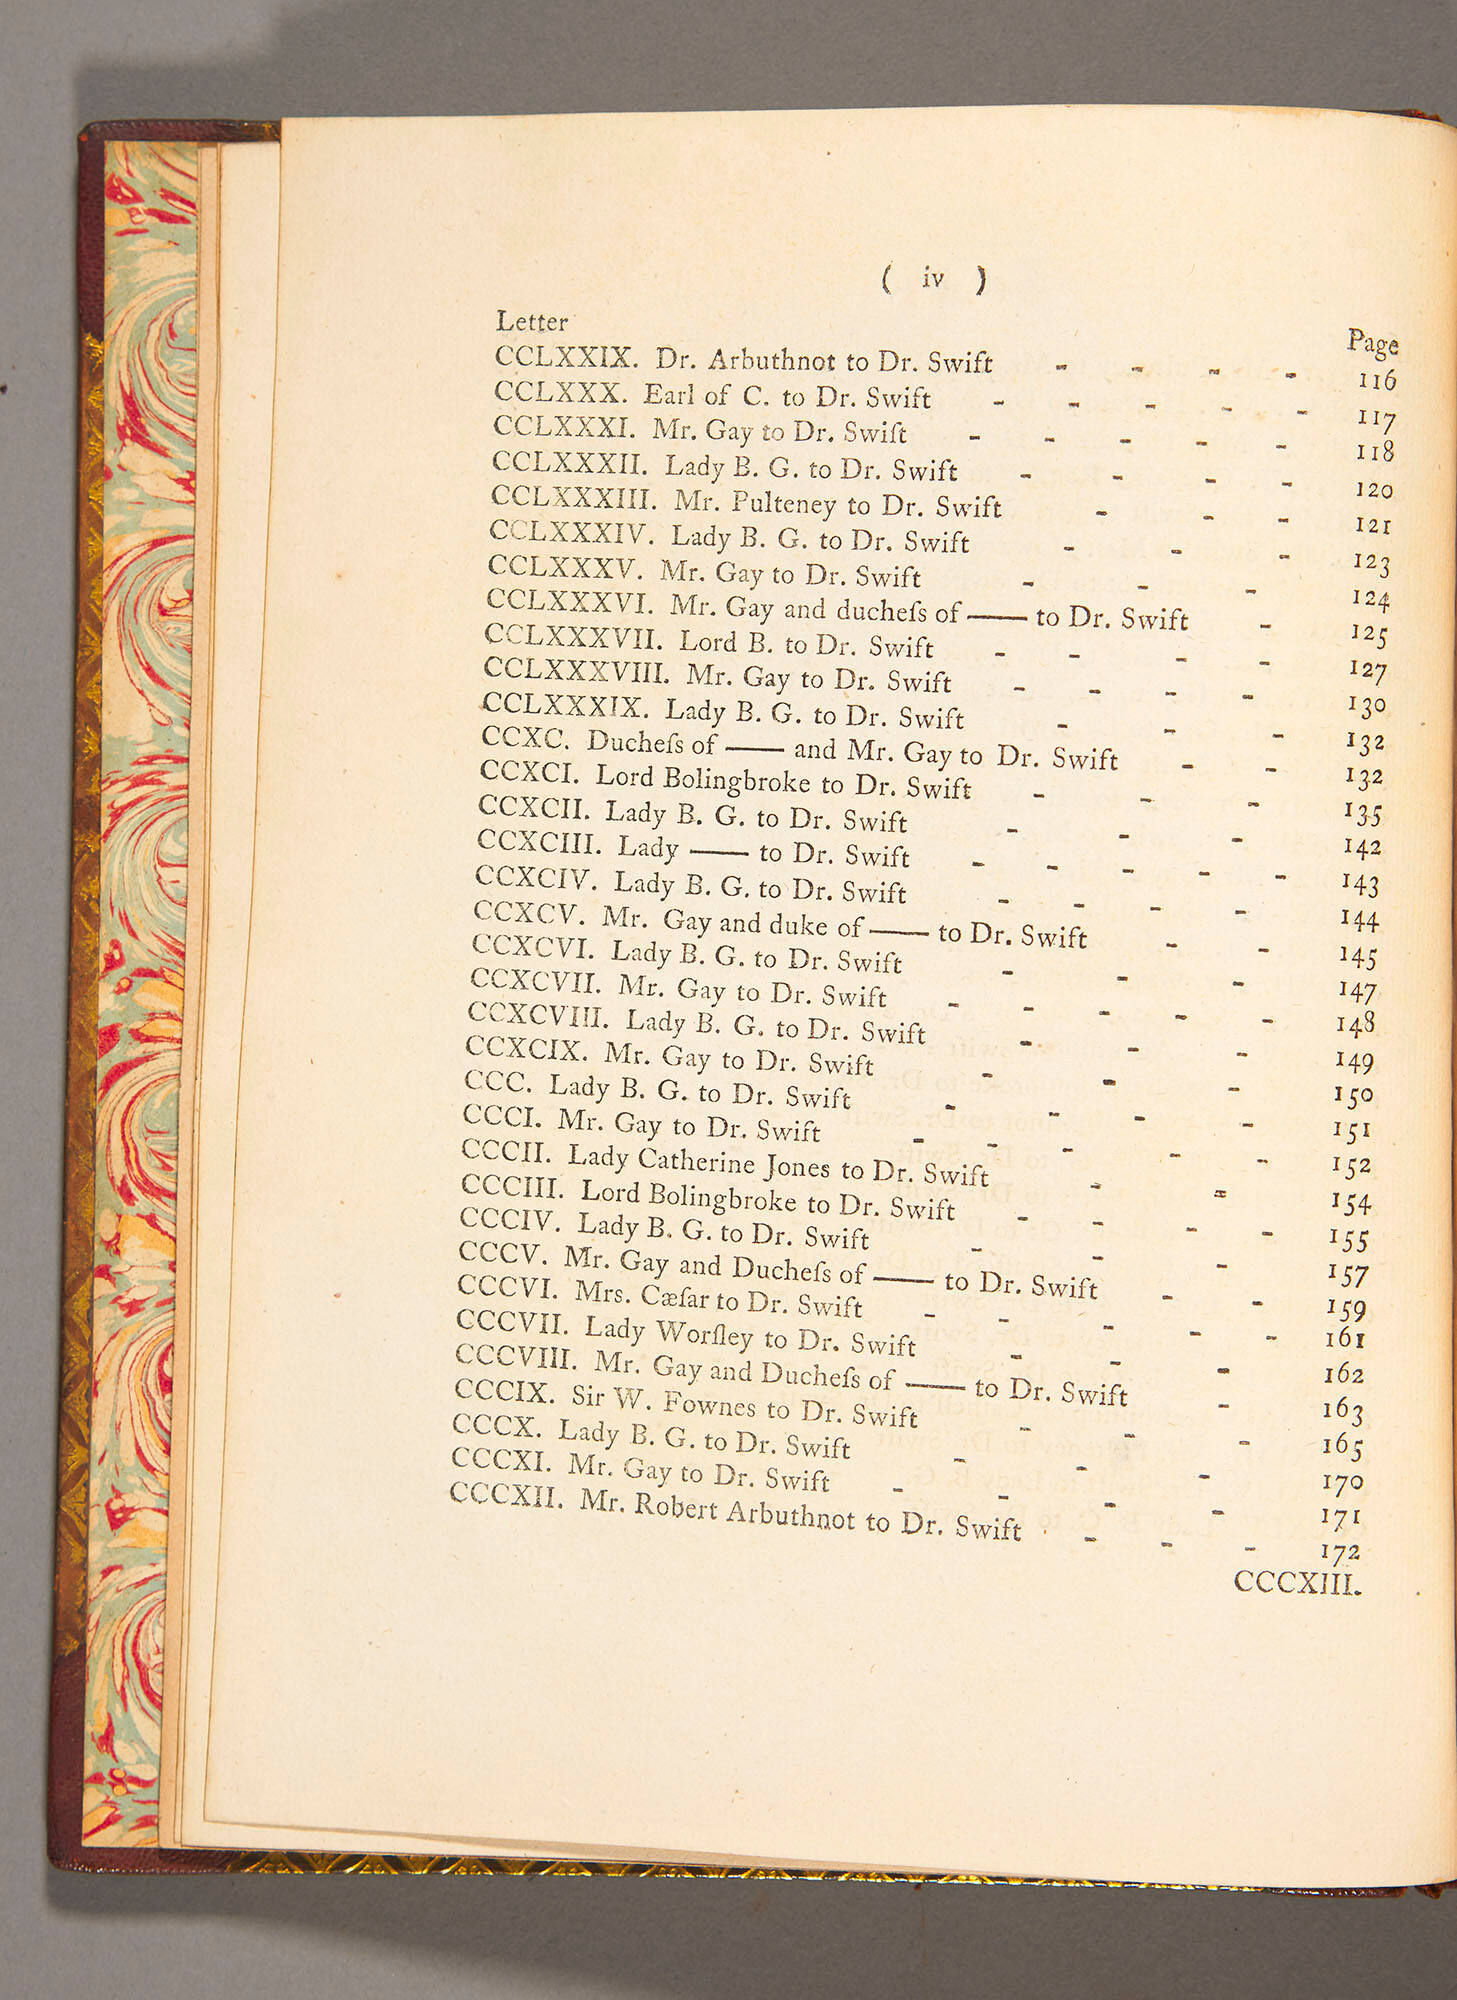 ( iv )
Letter Page
CCLXXIX. Dr. Arbuthnot to Dr. Swift - - - - 116
CCLXXX. Earl of C. to Dr. Swift - - - - - 117
CCLXXXI. Mr. Gay to Dr. Swift - - - - - 118
CCLXXXII. Lady B. G. to Dr. Swift - - - - 120
CCLXXXIII. Mr. Pulteney to Dr. Swift - - - 121
CCLXXXIV. Lady B. G. to Dr. Swift - - - 123
CCLXXXV. Mr. Gay to Dr. Swift - - - 124
CCLXXXVI. Mr. Gay and ducheſs of —— to Dr. Swift - 125
CCLXXXVII. Lord B. to Dr. Swift - - - - 127
CCLXXXVIII. Mr. Gay to Dr. Swift - - - - 130
CCLXXXIX. Lady B. G. to Dr. Swift - - - 132
CCXC. Ducheſs of —— and Mr. Gay to Dr. Swift - - 132
CCXCI. Lord Bolingbroke to Dr. Swift - - - 135
CCXCII. Lady B. G. to Dr. Swift - - - 142
CCXCIII. Lady —— to Dr. Swift - - - - - 143
CCXCIV. Lady B. G. to Dr. Swift - - - - 144
CCXCV. Mr. Gay and duke of —— to Dr. Swift - - 145
CCXCVI. Lady B. G. to Dr. Swift - - - 147
CCXCVII. Mr. Gay to Dr. Swift - - - - - 148
CCXCVIII. Lady B. G. to Dr. Swift - - - 149
CCXCIX. Mr. Gay to Dr. Swift - - - 150
CCC. Lady B. G. to Dr. Swift - - - - 151
CCCI. Mr. Gay to Dr. Swift - - - - - 152
CCCII. Lady Catherine Jones to Dr. Swift - - 154
CCCIII. Lord Bolingbroke to Dr. Swift - - - - 155
CCCIV. Lady B. G. to Dr. Swift - - - 157
CCCV. Mr. Gay and Ducheſs of —— to Dr. Swift - - 159
CCCVI. Mrs. Cæſar to Dr. Swift - - - - - 161
CCCVII. Lady Worſley to Dr. Swift - - - 162
CCCVIII. Mr. Gay and Ducheſs of —— to Dr. Swift - 163
CCCIX. Sir W. Fownes to Dr. Swift - - - 165
CCCX. Lady B. G. to Dr. Swift - - - 170
CCCXI. Mr. Gay to Dr. Swift - - - - 171
CCCXII. Mr. Robert Arbuthnot to Dr. Swift - - - 172
CCCXIII.